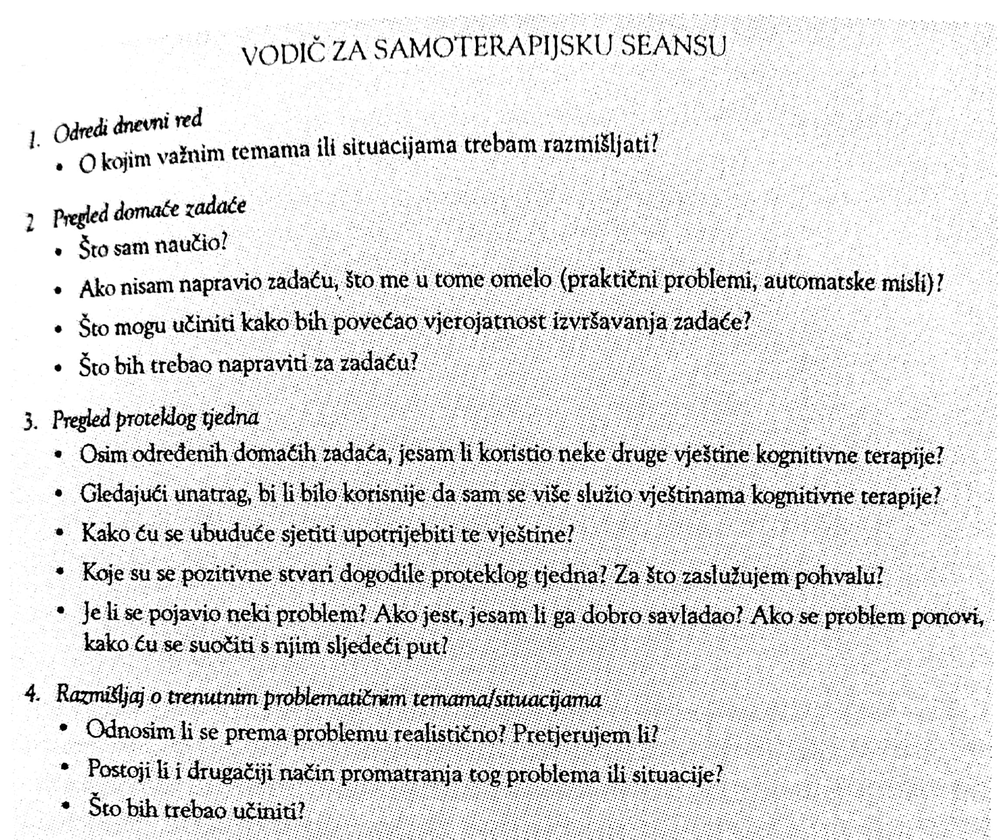 VODIČ ZA SAMOTERAPIJSKU SEANSU
1. Odredi dnevni red
• O kojim važnim temama ili situacijama trebam razmišljati?
2 Pregled domaće zadaće
• Što sam naučio?
• Ako nisam napravio zadaću, što me u tome omelo (praktični problemi, automatske misli)?
• Što mogu učiniti kako bih povećao vjerojatnost izvršavanja zadaće?
• Što bih trebao napraviti za zadaću?
3. Pregled proteklog tjedna
• Osim određenih domaćih zadaća, jesam li koristio neke druge vještine kognitivne terapije?
• Gledajući unatrag, bi li bilo korisnije da sam se više služio vještinama kognitivne terapije?
• Kako ću se ubuduće sjetiti upotrijebiti te vještine?
• Koje su se pozitivne stvari dogodile proteklog tjedna? Za što zaslužujem pohvalu?
• Je li se pojavio neki problem? Ako jest, jesam li ga dobro savladao? Ako se problem ponovi,
kako ću se suočiti s njim sljedeći put?
4. Razmišljaj o trenutnim problematičnim temama/situacijama
• Odnosim li se prema problemu realistično? Pretjerujem li?
• Postoji li i drugačiji način promatranja tog problema ili situacije?
• Što bih trebao učiniti?